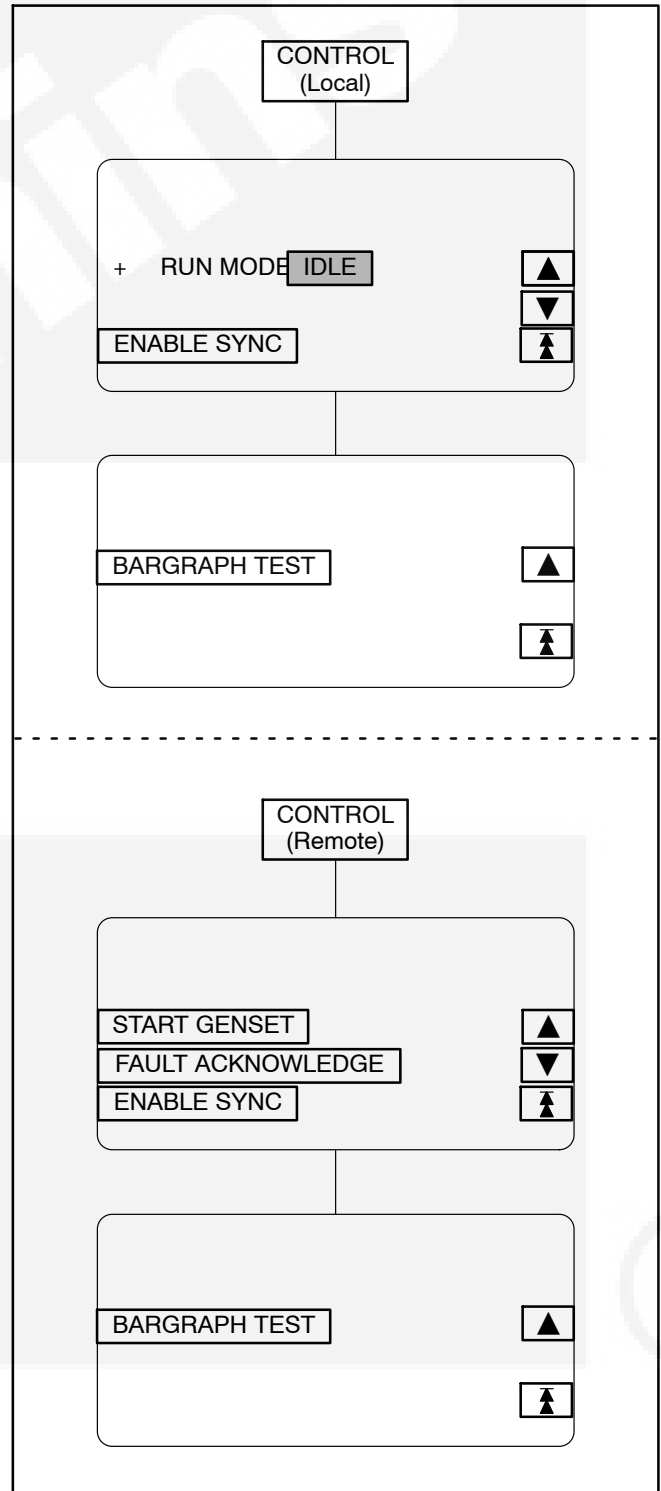 CONTROL
(Local)
+ RUN MODE IDLE ▲
▼
ENABLE SYNC
BARGRAPH TEST ▲
CONTROL
(Remote)
START GENSET ▲
FAULT ACKNOWLEDGE ▼
ENABLE SYNC
BARGRAPH TEST ▲